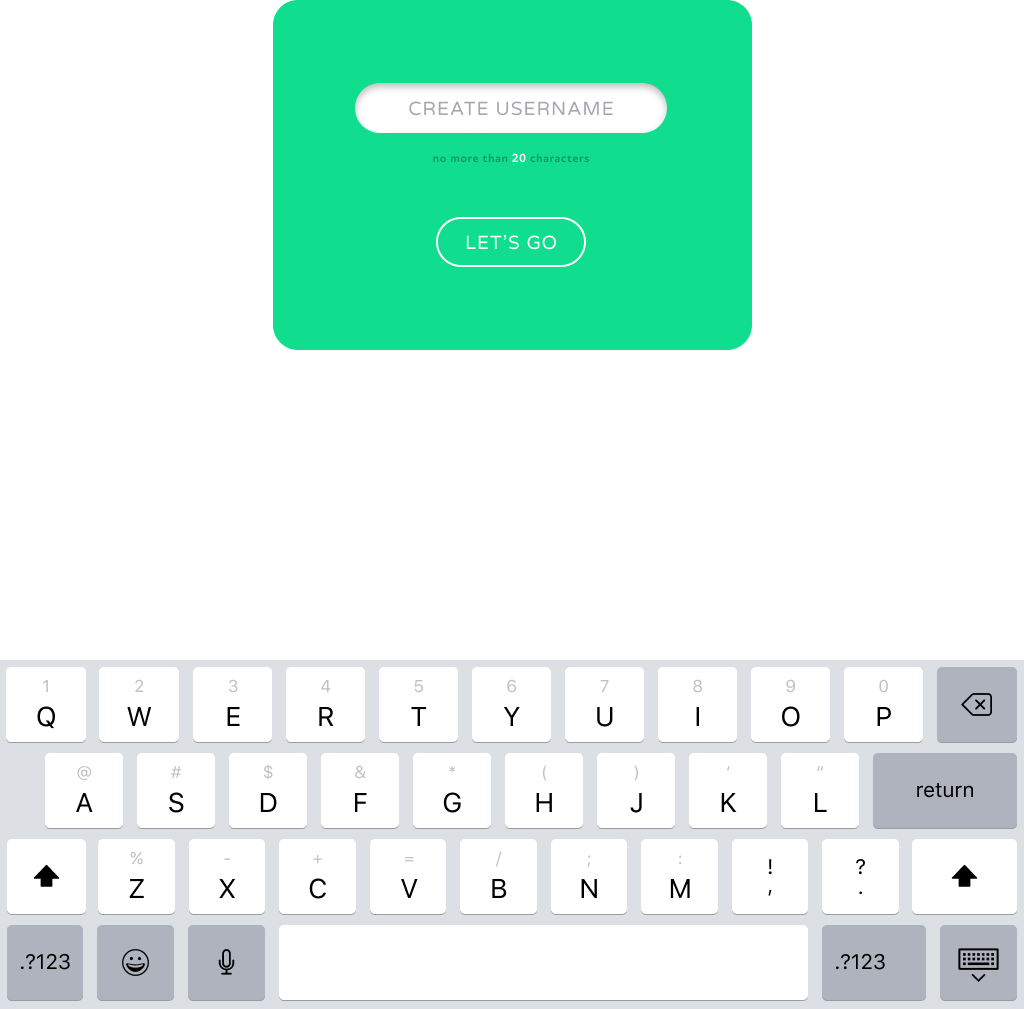 CREATE USERNAME
no more than 20 characters
LET'S GO
1 2 3 4 5 6 7 8 9 0
Q W E R T Y U I O P
@ # $ & * ( ) ‘ “
A S D F G H J K L return
% - + = / ; : ! ?
Z X C V B N M , .
.?123 .?123